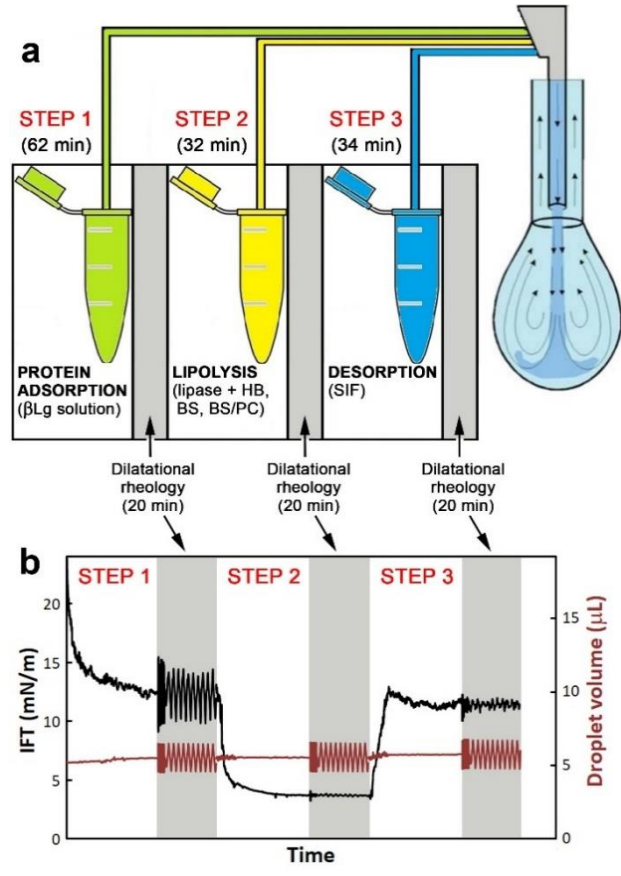 a
STEP 1
(62 min)
STEP 2
(32 min)
STEP 3
(34 min)
PROTEIN
ADSORPTION
(βLg solution)
LIPOLYSIS
(lipase + HB,
BS, BS/PC)
DESORPTION
(SIF)
Dilatational
rheology
(20 min)
Dilatational
rheology
(20 min)
Dilatational
rheology
(20 min)
b
STEP 1
STEP 2
STEP 3
IFT (mN/m)
20
15
10
5
0
15
10
5
0
Droplet volume (μL)
Time